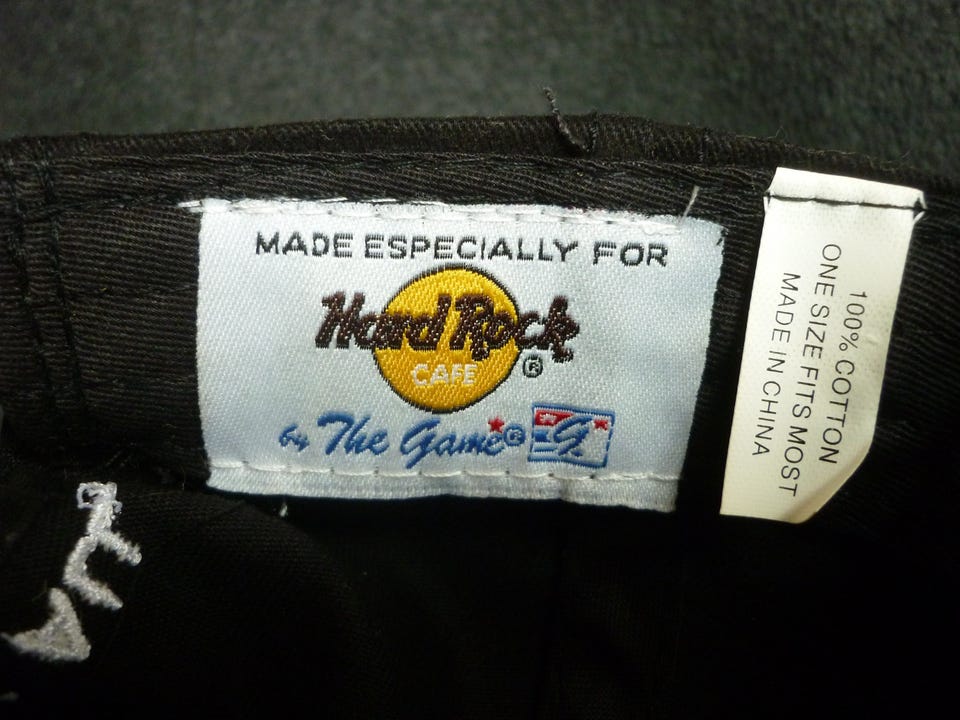 MADE ESPECIALLY FOR
Hard Rock
CAFE ®
by The Game ® G
100% COTTON
ONE SIZE FITS MOST
MADE IN CHINA